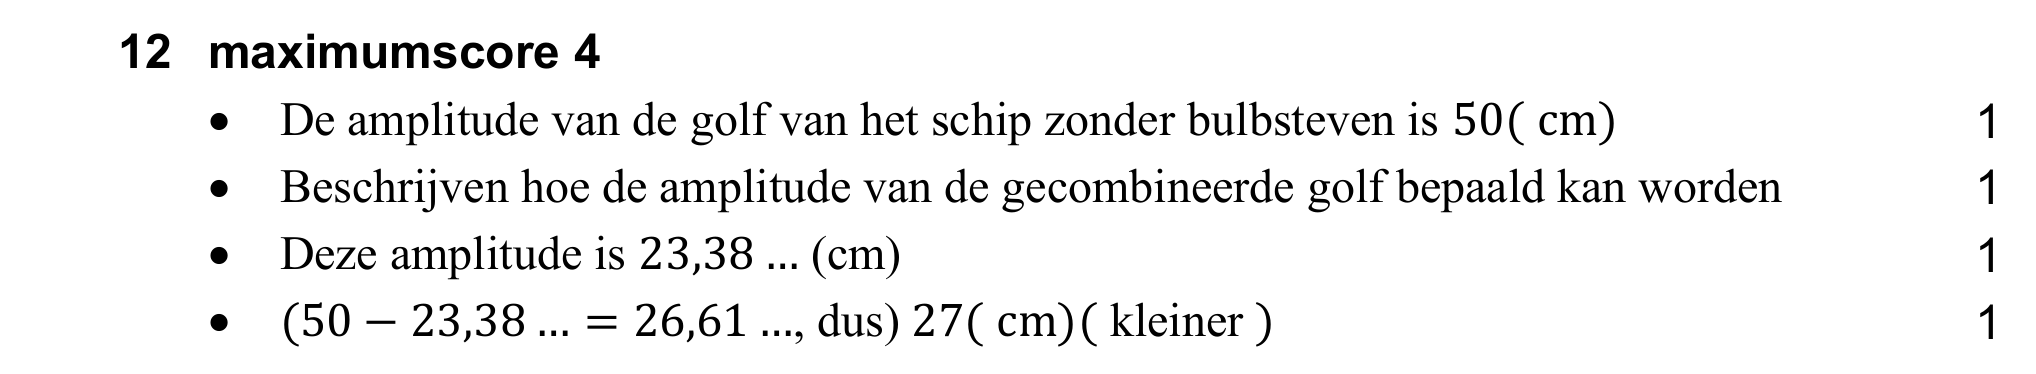 12 maximumscore 4
• De amplitude van de golf van het schip zonder bulbsteven is 50( cm) 1
• Beschrijven hoe de amplitude van de gecombineerde golf bepaald kan worden 1
• Deze amplitude is 23,38 ... (cm) 1
• (50 − 23,38 ... = 26,61 ..., dus) 27( cm)( kleiner ) 1